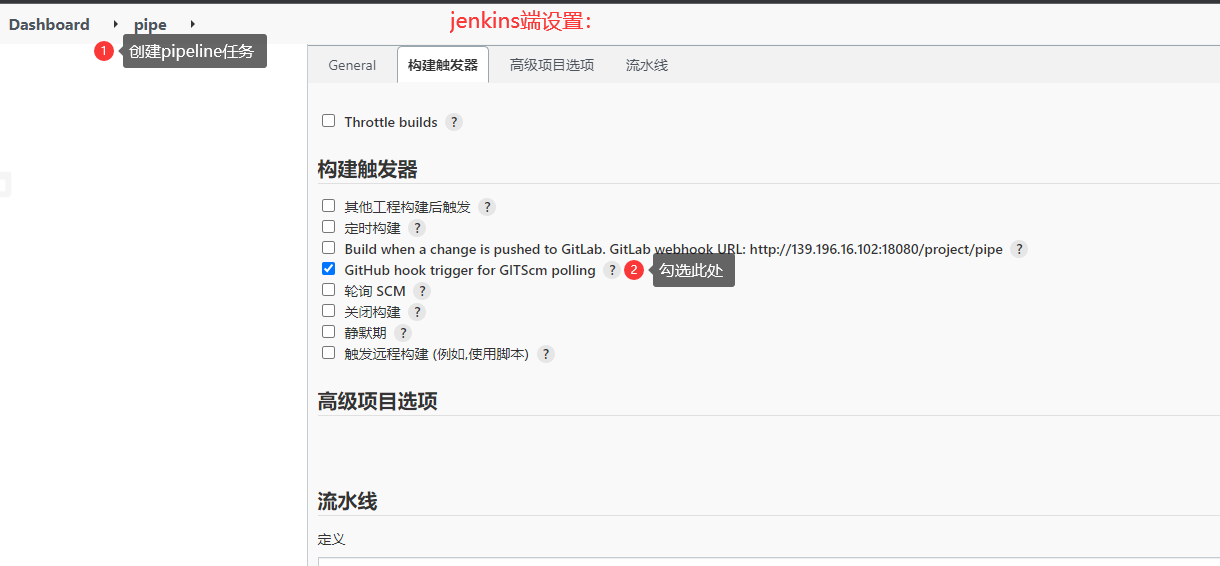 jenkins端设置：
Dashboard pipe
1 创建pipeline任务
General 构建触发器 高级项目选项 流水线
Throttle builds ?
构建触发器
其他工程构建后触发 ?
定时构建 ?
Build when a change is pushed to GitLab. GitLab webhook URL: http://139.196.16.102:18080/project/pipe ?
GitHub hook trigger for GITScm polling ? 2 勾选此处
轮询 SCM ?
关闭构建 ?
静默期 ?
触发远程构建 (例如,使用脚本) ?
高级项目选项
流水线
定义